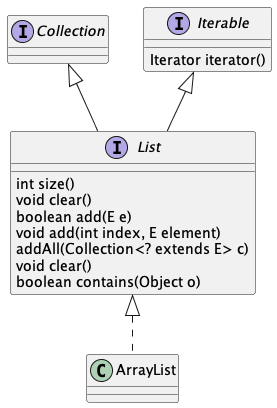 I Collection
I Iterable
Iterator iterator()
I List
int size()
void clear()
boolean add(E e)
void add(int index, E element)
addAll(Collection<? extends E> c)
void clear()
boolean contains(Object o)
C ArrayList